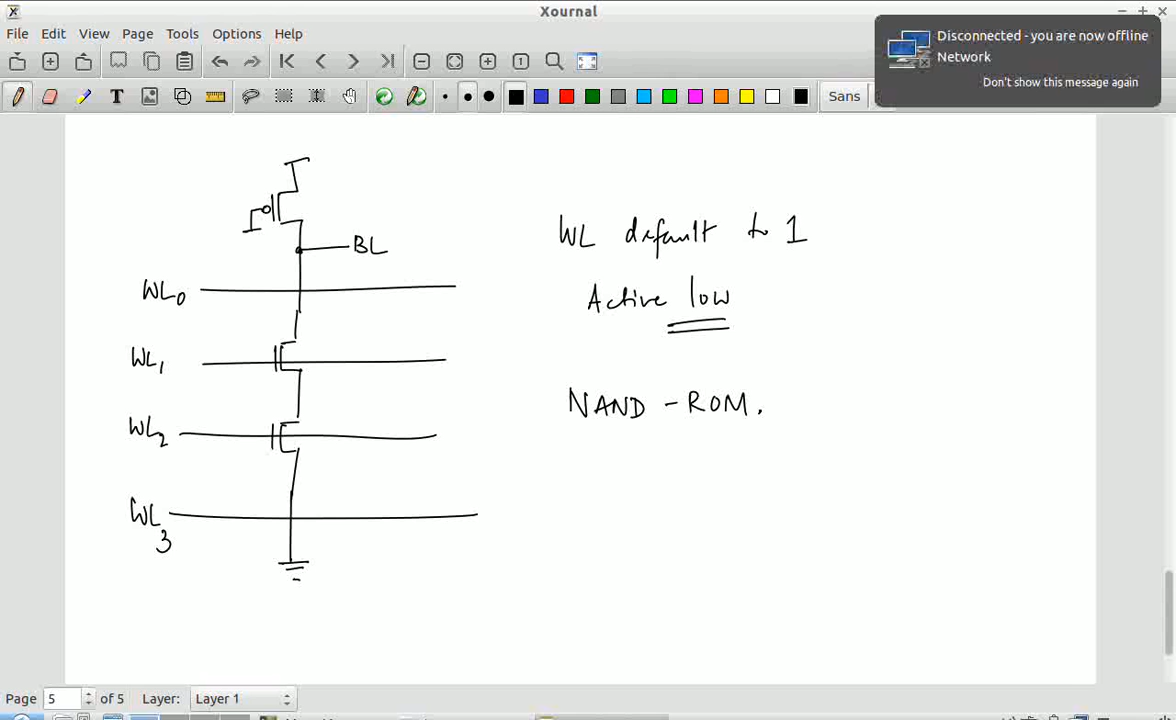 Xournal
File Edit View Page Tools Options Help
Disconnected - you are now offline
Network
Don't show this message again
Sans
BL
WL0
WL1
WL2
WL3
WL default to 1
Active low
NAND - ROM.
Page 5 of 5 Layer: Layer 1